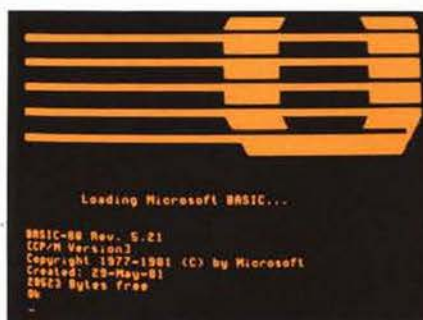 Loading Microsoft BASIC...
BASIC-80 Rev. 5.21
[CP/M Version]
Copyright 1977-1981 (C) by Microsoft
Created: 29-May-81
28623 Bytes free
Ok